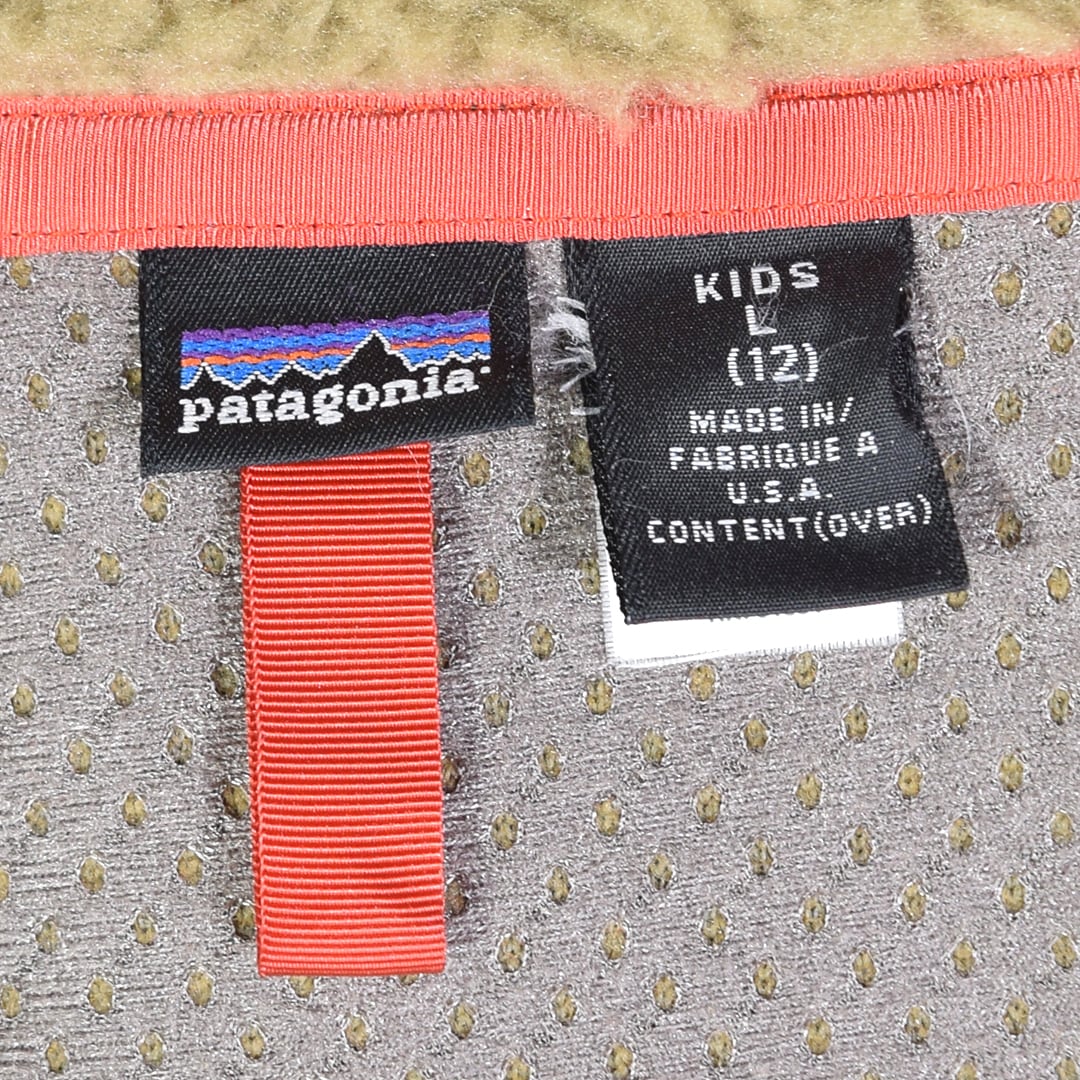 patagonia
KIDS
L
(12)
MADE IN/
FABRIQUE A
U.S.A.
CONTENT(OVER)